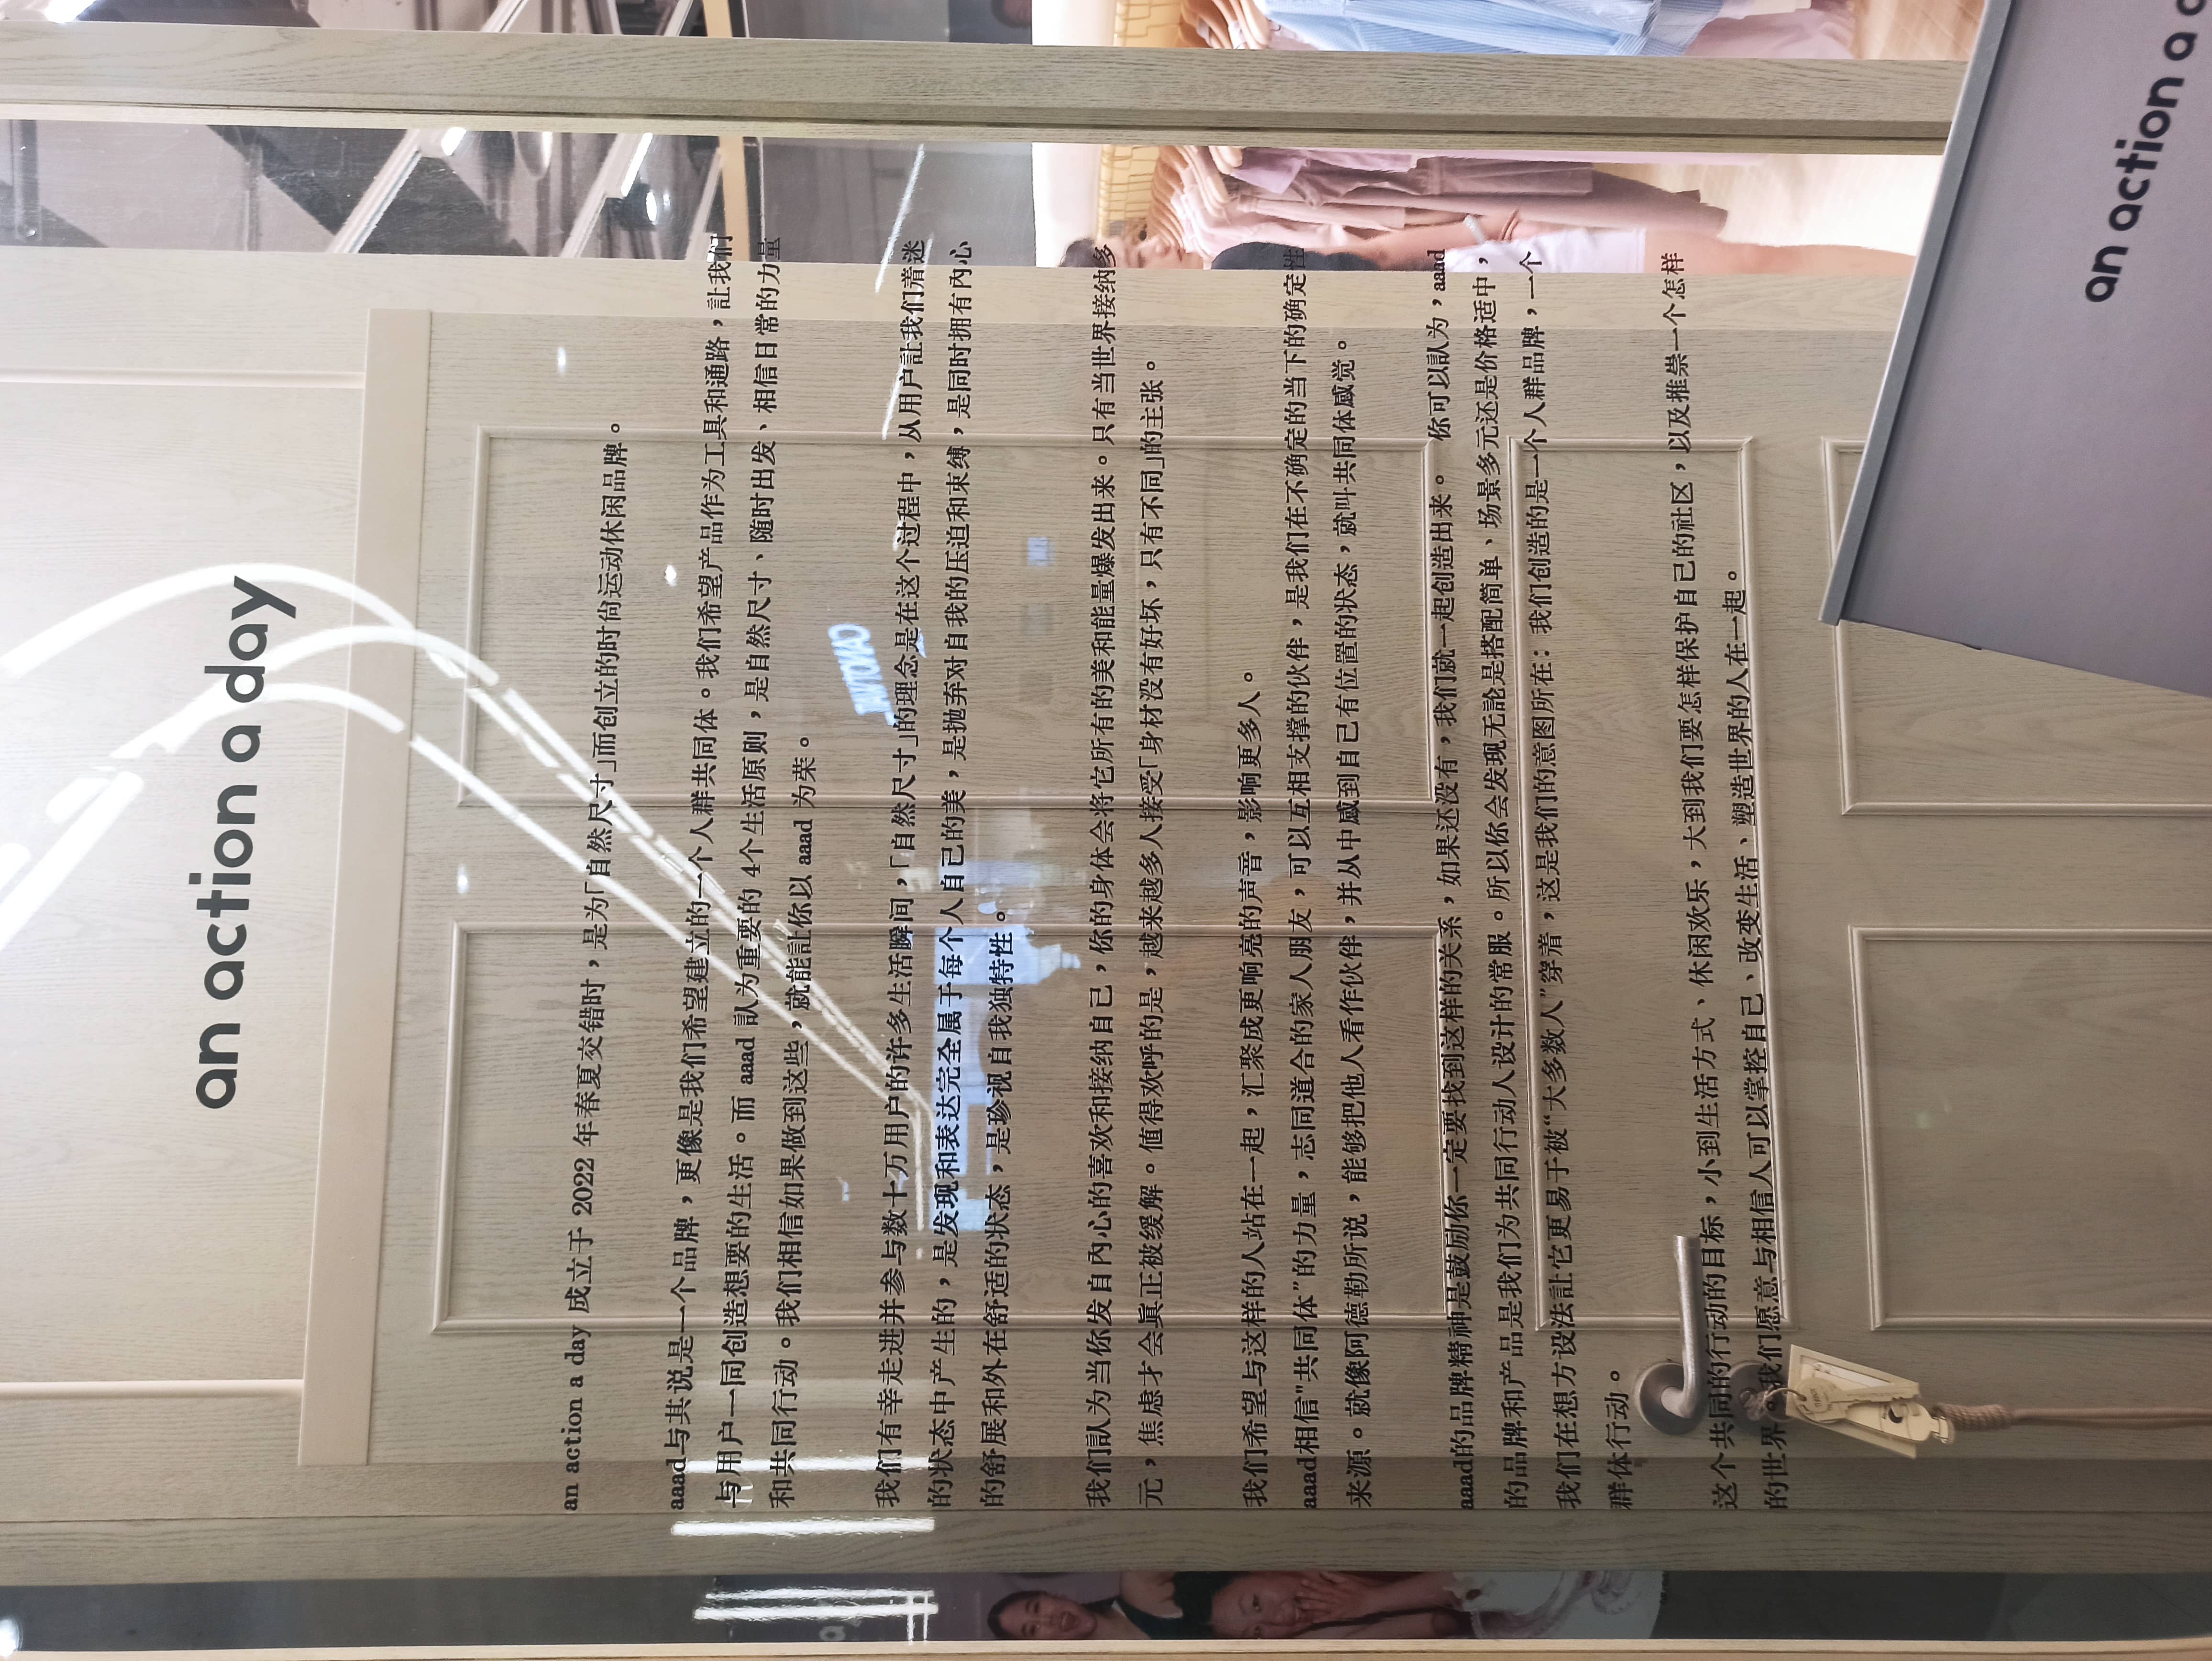 an action a day
an action a day 成立于 2022 年春夏交错时，是为「自然尺寸」而创立的时尚运动休闲品牌。
aaad与其说是一个品牌，更像是我们希望建立的一个人群共同体。我们希望产品作为工具和通路，讓我们
与用户一同创造想要的生活。而 aaad 認为重要的 4个生活原则，是自然尺寸、随时出发、相信日常的力量
和共同行动。我们相信如果做到这些，就能讓你以 aaad 为荣。
我们有幸走进并参与数十万用户的许多生活瞬间，「自然尺寸」的理念是在这个过程中，从用户讓我们着迷
的状态中产生的，是发现和表达完全属于每个人自己的美，是抛弃对自我的压迫和束缚，是同时拥有内心
的舒展和外在舒适的状态，是珍视自我独特性。
我们認为当你发自内心的喜欢和接纳自己，你的身体会将它所有的美和能量爆发出来。只有当世界接纳多
元，焦虑才会真正被缓解。值得欢呼的是，越来越多人接受「身材没有好坏，只有不同」的主张。
我们希望与这样的人站在一起，汇聚成更响亮的声音，影响更多人。
aaad相信"共同体"的力量，志同道合的家人朋友，可以互相支撑的伙伴，是我们在不确定的当下的确定性
来源。就像阿德勒所说，能够把他人看作伙伴，并从中感到自己有位置的状态，就叫共同体感觉。
aaad的品牌精神是鼓励你一定要找到这样的关系，如果还没有，我们就一起创造出来。 你可以認为，aaad
的品牌和产品是我们为共同行动人设计的常服。所以你会发现无論是搭配简单、场景多元还是价格适中，
我们在想方设法讓它更易于被“大多数人”穿着，这是我们的意图所在：我们创造的是一个人群品牌，一个
群体行动。
这个共同的行动的目标，小到生活方式、休闲欢乐，大到我们要怎样保护自己的社区，以及推崇一个怎样
的世界。我们愿意与相信人可以掌控自己、改变生活、塑造世界的人在一起。
an action a